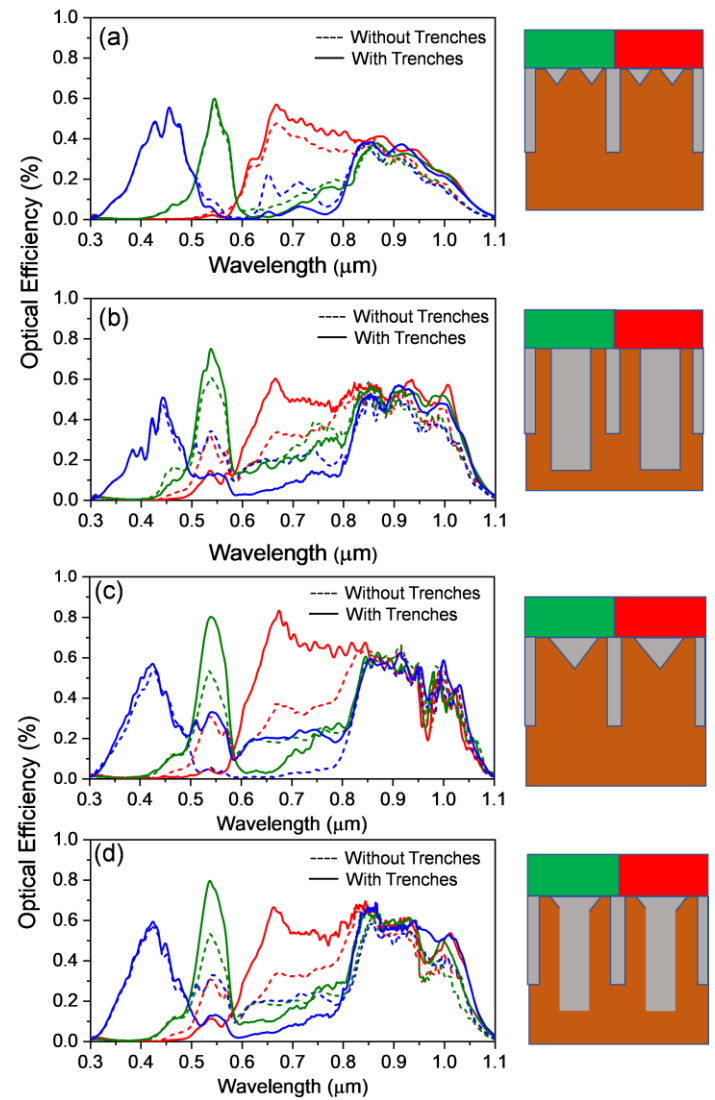 (a)
Without Trenches
With Trenches
1.0
0.8
0.6
0.4
0.2
0.0
0.3 0.4 0.5 0.6 0.7 0.8 0.9 1.0 1.1
Wavelength (μm)
Optical Efficiency (%)
(b)
Without Trenches
With Trenches
1.0
0.8
0.6
0.4
0.2
0.0
0.3 0.4 0.5 0.6 0.7 0.8 0.9 1.0 1.1
Wavelength (μm)
(c)
Without Trenches
With Trenches
1.0
0.8
0.6
0.4
0.2
0.0
0.3 0.4 0.5 0.6 0.7 0.8 0.9 1.0 1.1
Wavelength (μm)
Optical Efficiency (%)
(d)
Without Trenches
With Trenches
1.0
0.8
0.6
0.4
0.2
0.0
0.3 0.4 0.5 0.6 0.7 0.8 0.9 1.0 1.1
Wavelength (μm)